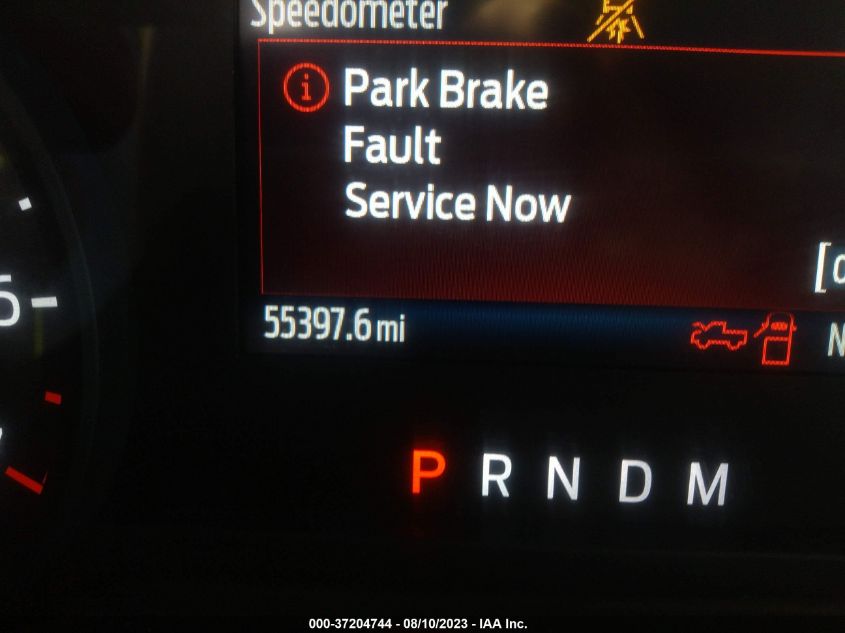 Speedometer
Park Brake
Fault
Service Now
55397.6 mi
P R N D M
000-37204744 - 08/10/2023 - IAA Inc.